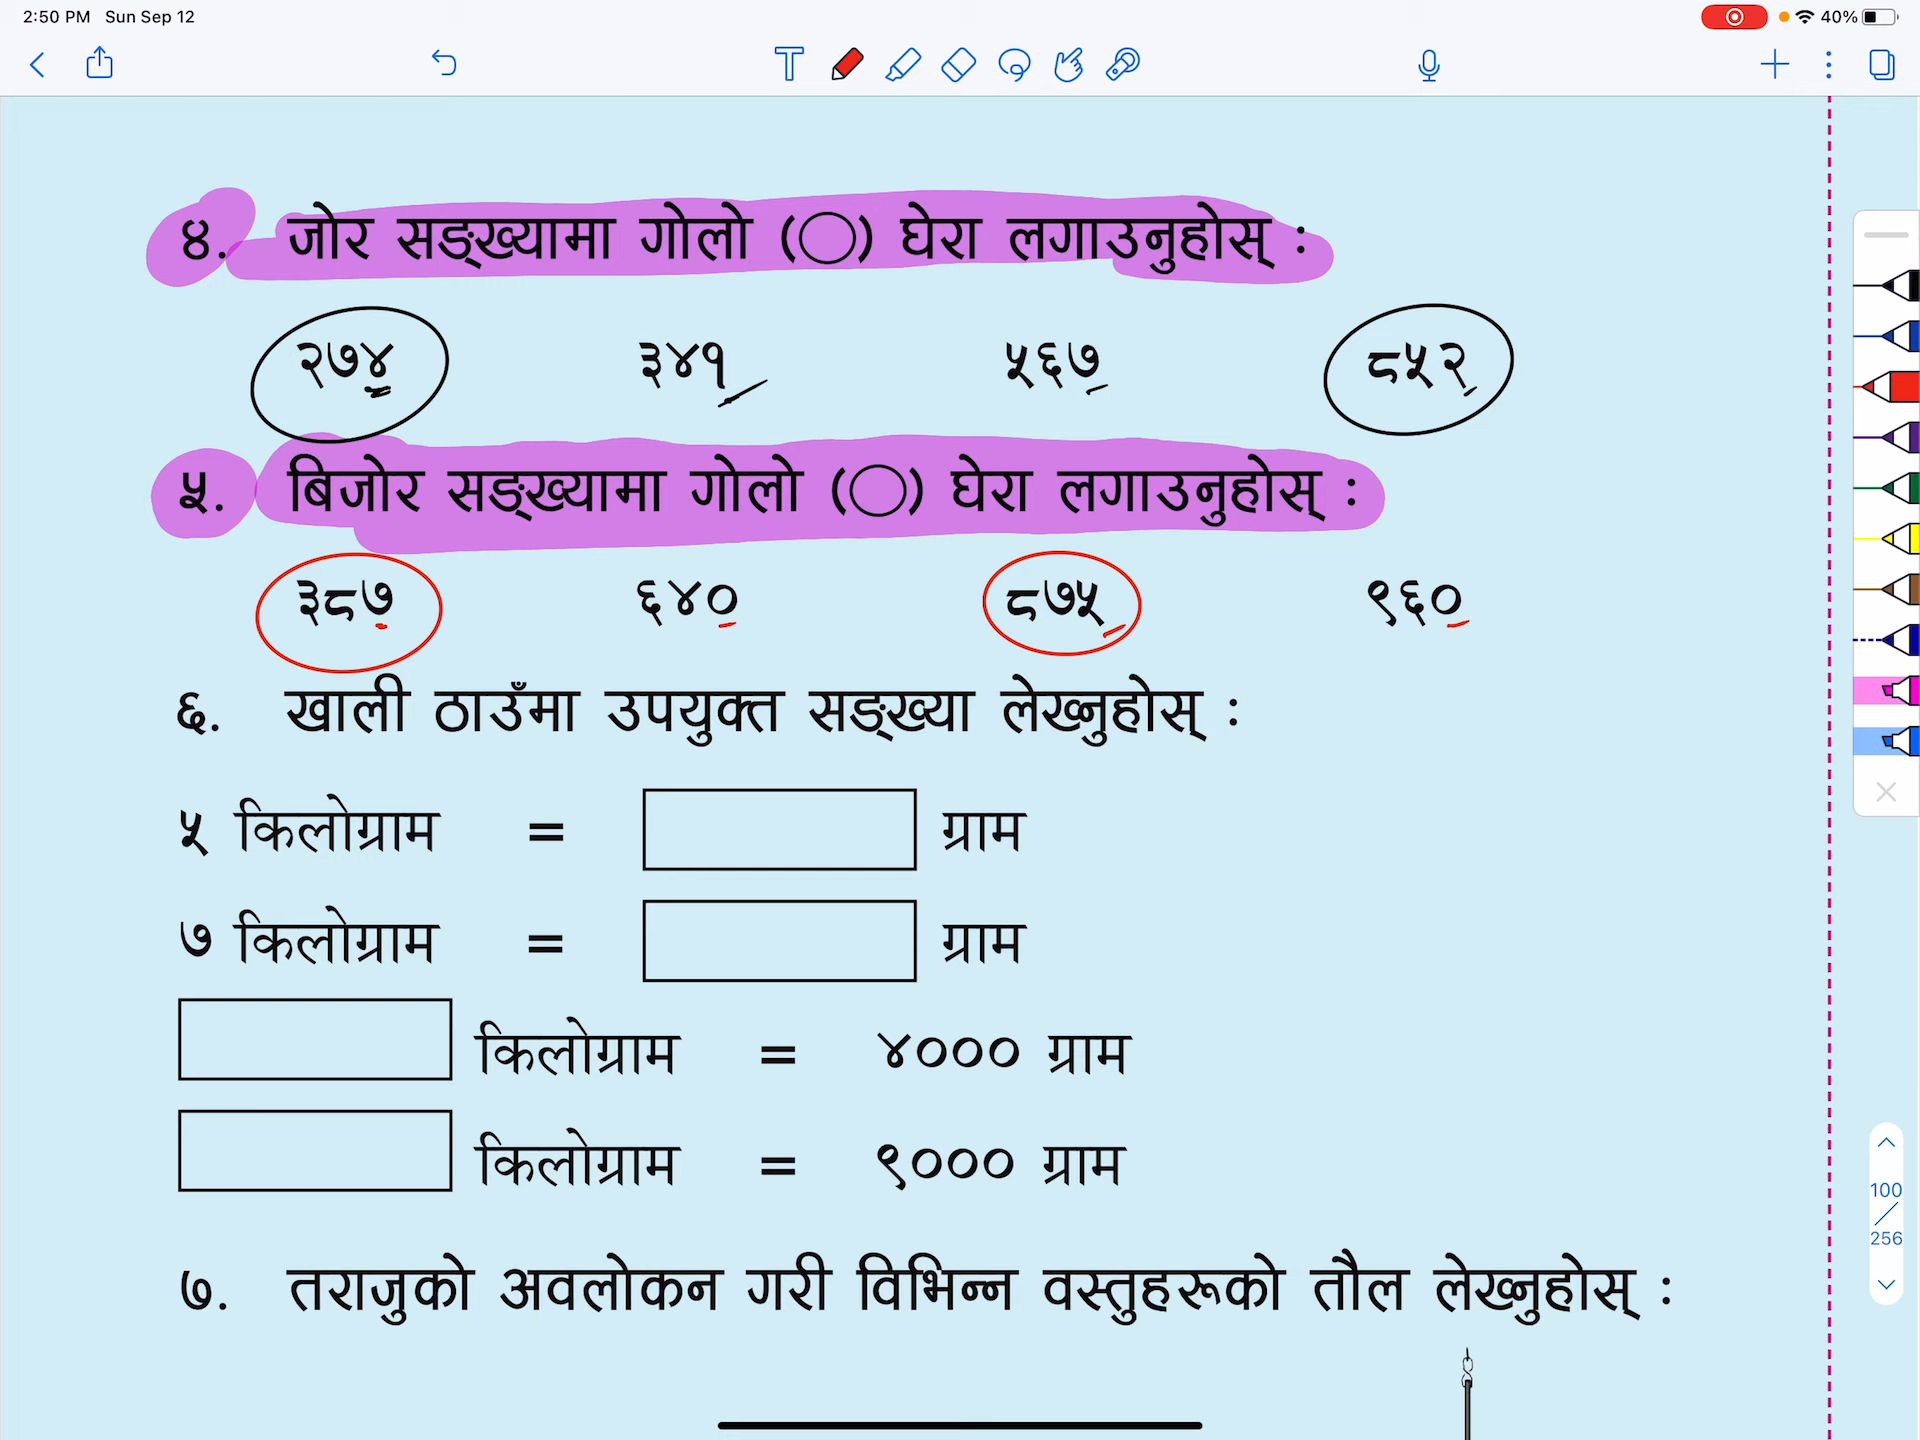 2:50 PM Sun Sep 12 40%
४. जोर सङ्ख्यामा गोलो (◯) घेरा लगाउनुहोस् :
२७४ ३४१ ५६७ ८५२
५. बिजोर सङ्ख्यामा गोलो (◯) घेरा लगाउनुहोस् :
३८७ ६४० ८७५ ९६०
६. खाली ठाउँमा उपयुक्त सङ्ख्या लेख्नुहोस् :
५ किलोग्राम = ग्राम
७ किलोग्राम = ग्राम
किलोग्राम = ४००० ग्राम
किलोग्राम = ९००० ग्राम
100
/
256
७. तराजुको अवलोकन गरी विभिन्न वस्तुहरूको तौल लेख्नुहोस् :